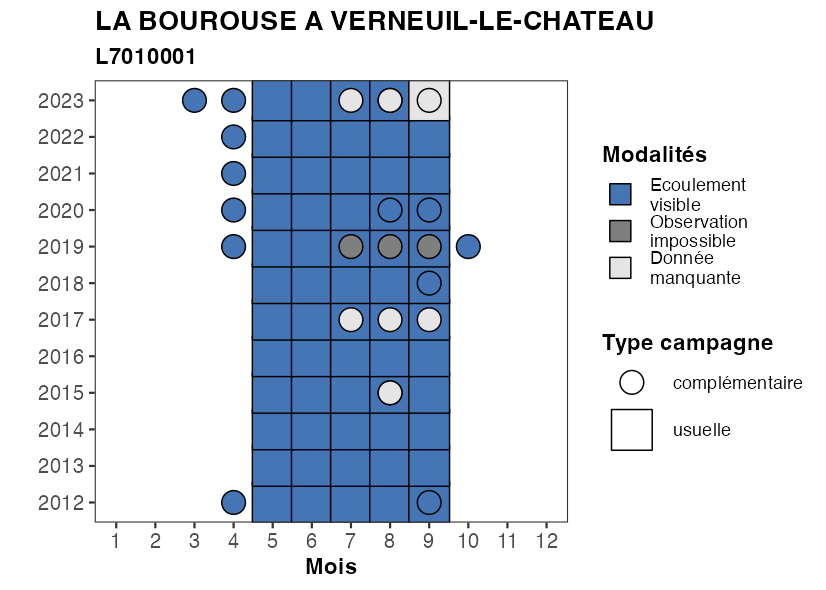 LA BOUROUSE A VERNEUIL-LE-CHATEAU
L7010001
2023
2022
2021
2020
2019
2018
2017
2016
2015
2014
2013
2012
1 2 3 4 5 6 7 8 9 10 11 12
Mois
Modalités
Ecoulement
visible
Observation
impossible
Donnée
manquante
Type campagne
complémentaire
usuelle